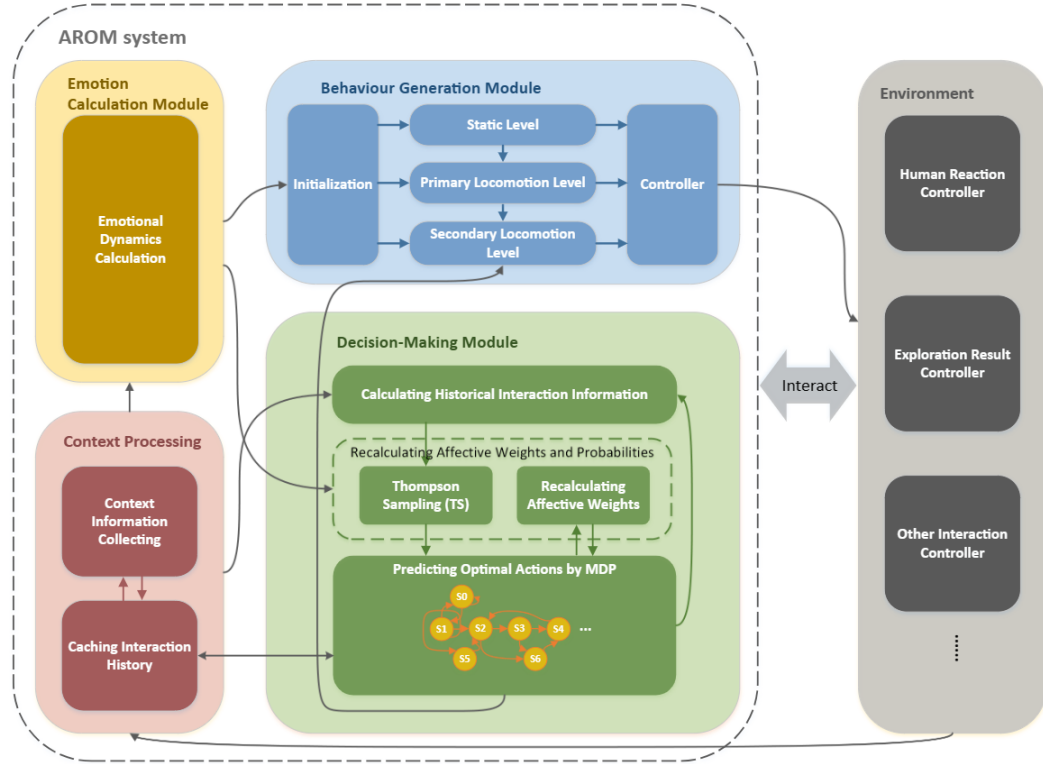 AROM system
Emotion
Calculation Module
Emotional
Dynamics
Calculation
Behaviour Generation Module
Initialization
Static Level
Primary Locomotion Level
Secondary Locomotion
Level
Controller
Environment
Human Reaction
Controller
Exploration Result
Controller
Other Interaction
Controller
Interact
Decision-Making Module
Calculating Historical Interaction Information
Recalculating Affective Weights and Probabilities
Thompson
Sampling (TS)
Recalculating
Affective Weights
Predicting Optimal Actions by MDP
S0
S1
S2
S3
S4
...
S5
S6
Context Processing
Context
Information
Collecting
Caching Interaction
History